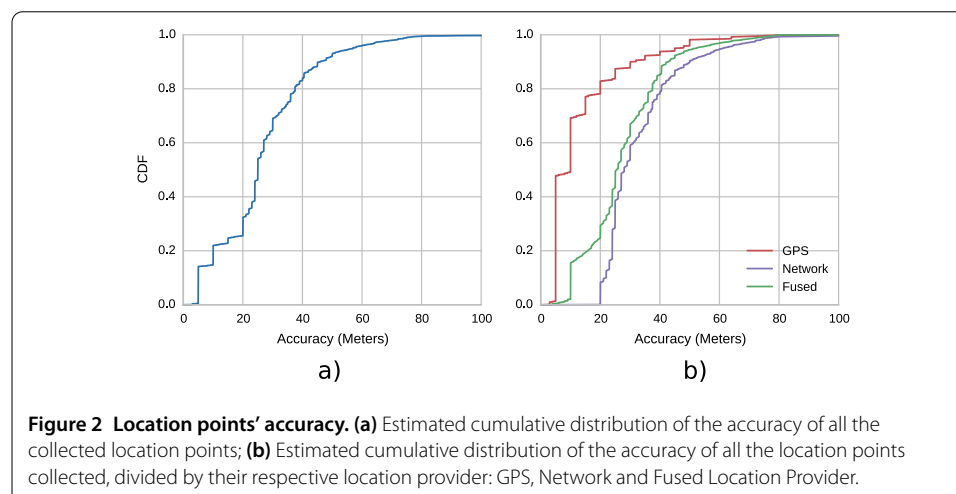 1.0
0.8
0.6
0.4
0.2
0.0
CDF
0 20 40 60 80 100
Accuracy (Meters)
a)
1.0
0.8
0.6
0.4
0.2
0.0
GPS
Network
Fused
0 20 40 60 80 100
Accuracy (Meters)
b)
Figure 2 Location points’ accuracy. (a) Estimated cumulative distribution of the accuracy of all the
collected location points; (b) Estimated cumulative distribution of the accuracy of all the location points
collected, divided by their respective location provider: GPS, Network and Fused Location Provider.